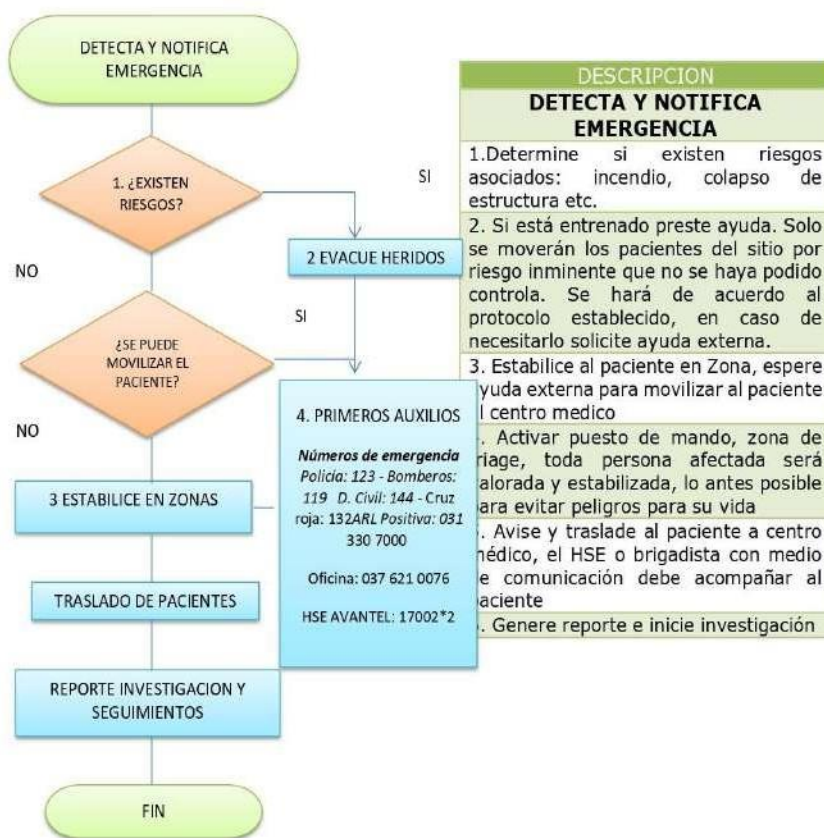 DETECTA Y NOTIFICA
EMERGENCIA
1. ¿EXISTEN
RIESGOS?
SI
2 EVACUE HERIDOS
NO
SI
¿SE PUEDE
MOVILIZAR EL
PACIENTE?
NO
4. PRIMEROS AUXILIOS
Números de emergencia
Policía: 123 - Bomberos:
119 D. Civil: 144 - Cruz
roja: 132ARL Positiva: 031
330 7000
Oficina: 037 621 0076
HSE AVANTEL: 17002*2
3 ESTABILICE EN ZONAS
TRASLADO DE PACIENTES
REPORTE INVESTIGACION Y
SEGUIMIENTOS
FIN
DESCRIPCION
DETECTA Y NOTIFICA
EMERGENCIA
1.Determine si existen riesgos
asociados: incendio, colapso de
estructura etc.
2. Si está entrenado preste ayuda. Solo
se moverán los pacientes del sitio por
riesgo inminente que no se haya podido
controla. Se hará de acuerdo al
protocolo establecido, en caso de
necesitarlo solicite ayuda externa.
3. Estabilice al paciente en Zona, espere
yuda externa para movilizar al paciente
l centro medico
. Activar puesto de mando, zona de
riage, toda persona afectada será
alorada y estabilizada, lo antes posible
ara evitar peligros para su vida
. Avise y traslade al paciente a centro
édico, el HSE o brigadista con medio
e comunicación debe acompañar al
aciente
. Genere reporte e inicie investigación